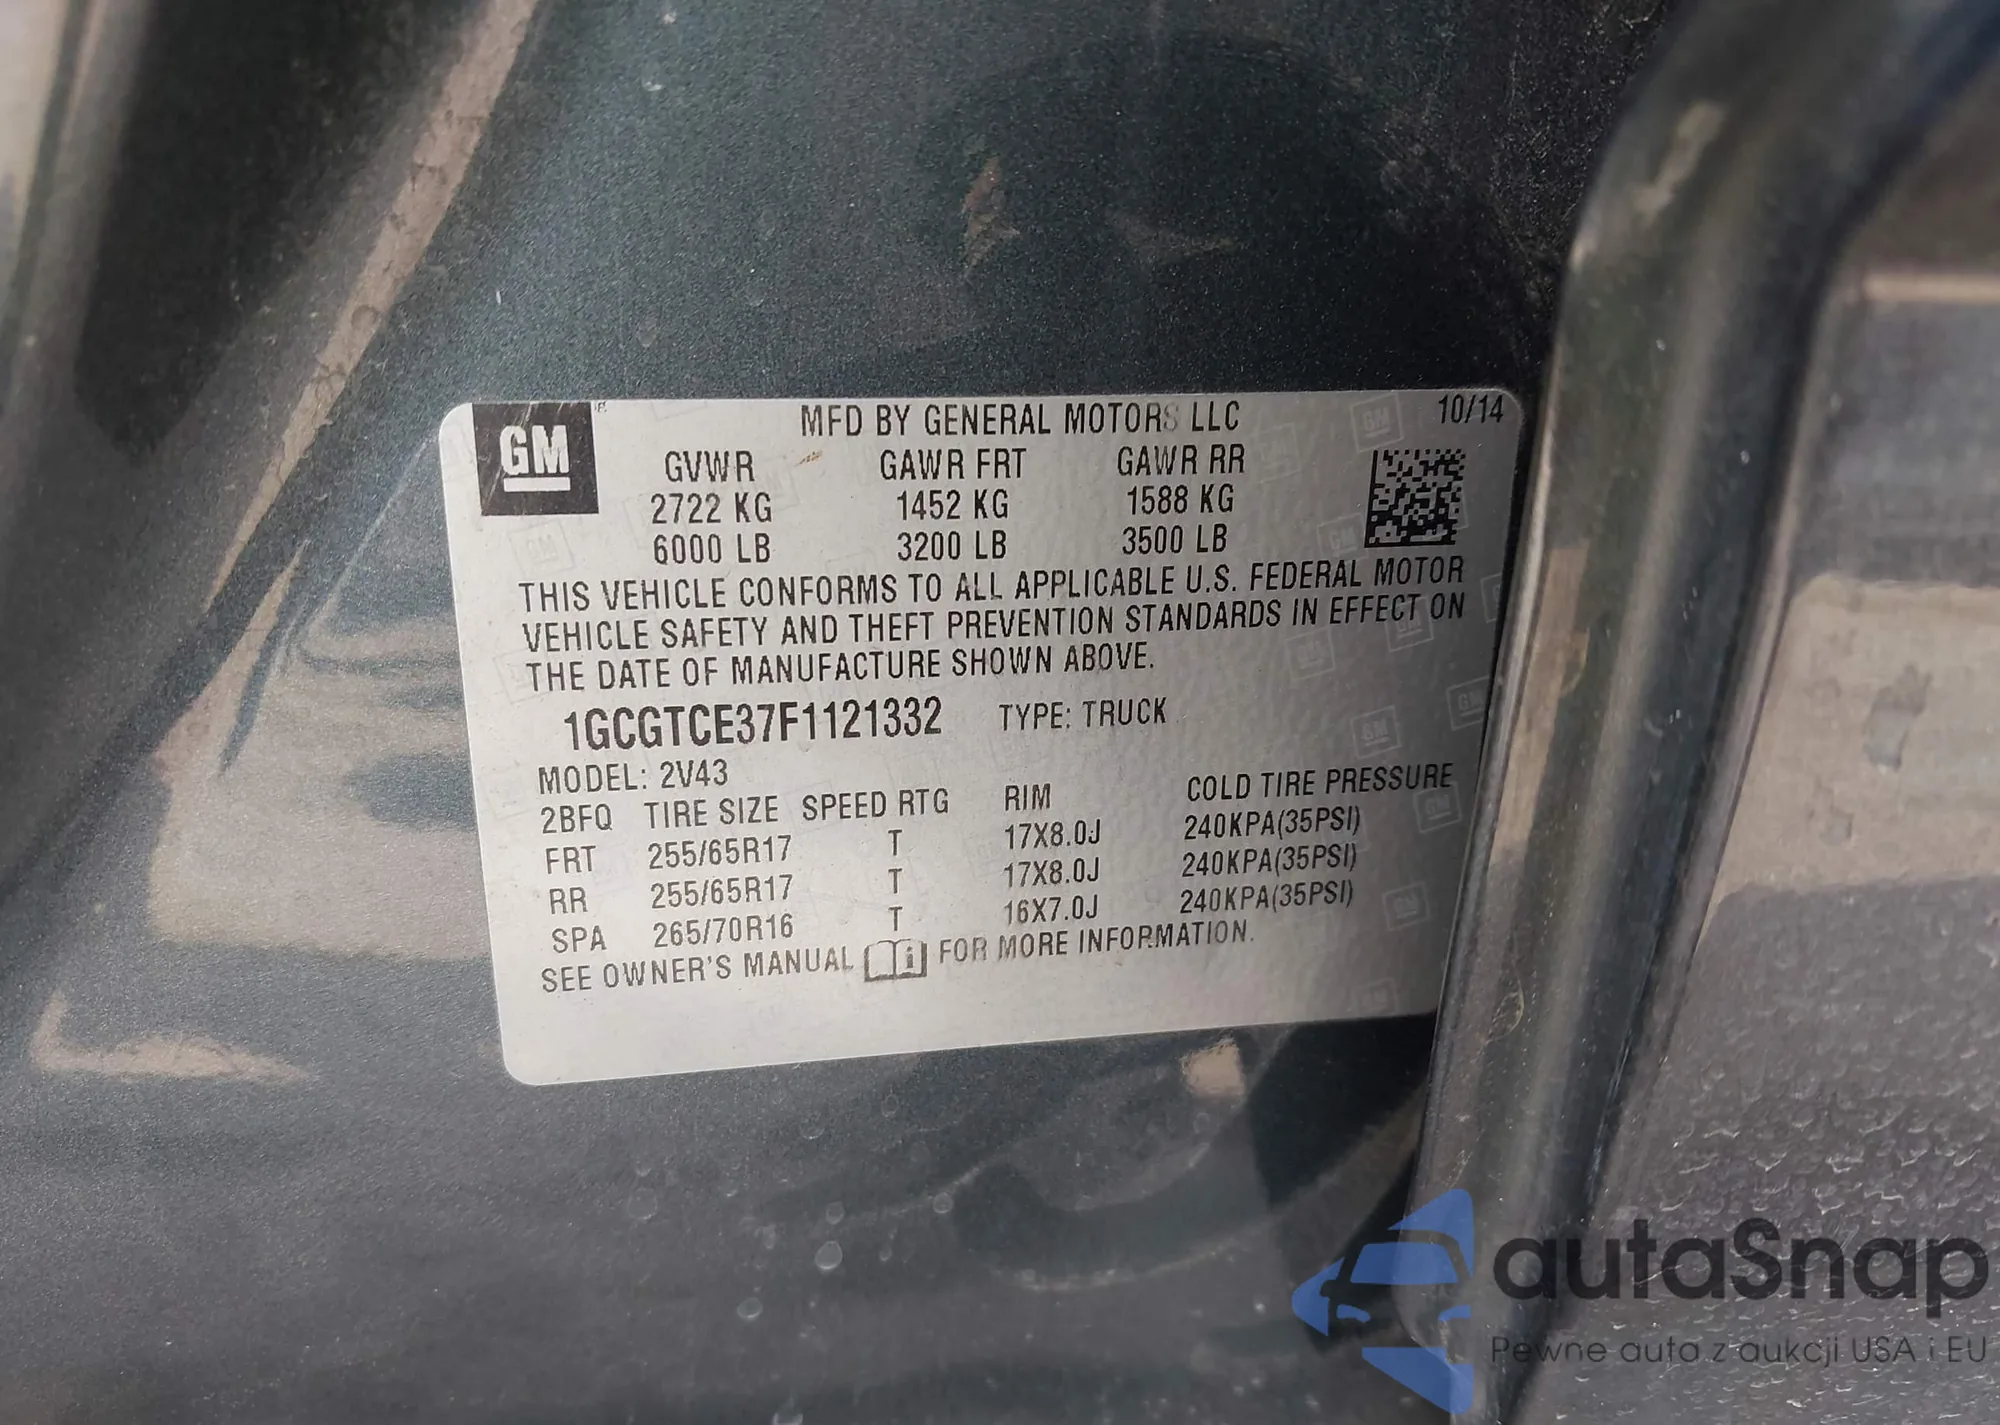 GM
MFD BY GENERAL MOTORS LLC 10/14
GVWR GAWR FRT GAWR RR
2722 KG 1452 KG 1588 KG
6000 LB 3200 LB 3500 LB
THIS VEHICLE CONFORMS TO ALL APPLICABLE U.S. FEDERAL MOTOR
VEHICLE SAFETY AND THEFT PREVENTION STANDARDS IN EFFECT ON
THE DATE OF MANUFACTURE SHOWN ABOVE.
1GCGTCE37F1121332 TYPE: TRUCK
MODEL: 2V43
2BFQ TIRE SIZE SPEED RTG RIM COLD TIRE PRESSURE
FRT 255/65R17 T 17X8.0J 240KPA(35PSI)
RR 255/65R17 T 17X8.0J 240KPA(35PSI)
SPA 265/70R16 T 16X7.0J 240KPA(35PSI)
SEE OWNER'S MANUAL FOR MORE INFORMATION.
autaSnap
Pewne auta z aukcji USA i EU